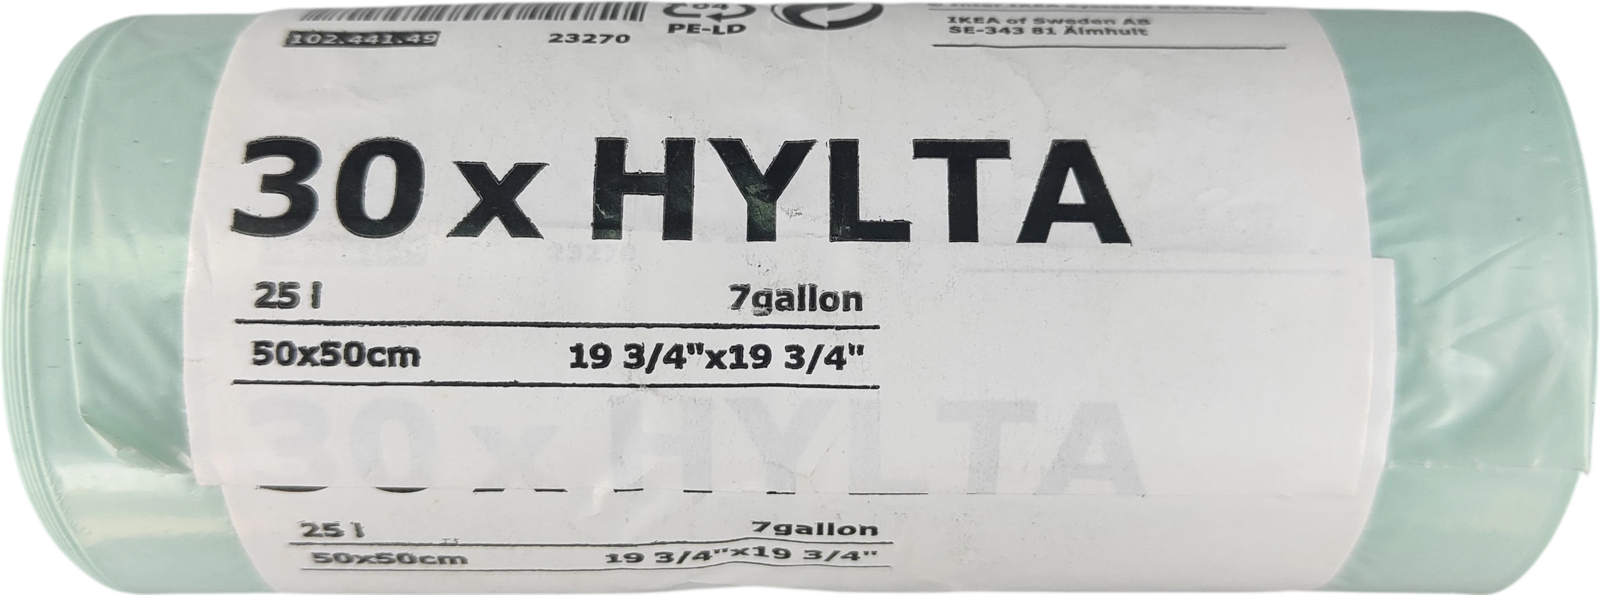 04
102.441.49
23270
PE-LD
IKEA of Sweden AB
SE-343 81 Älmhult
30 x HYLTA
25 l
7gallon
50x50cm
19 3/4"x19 3/4"
30 x HYLTA
25 l
7gallon
50x50cm
19 3/4"x19 3/4"